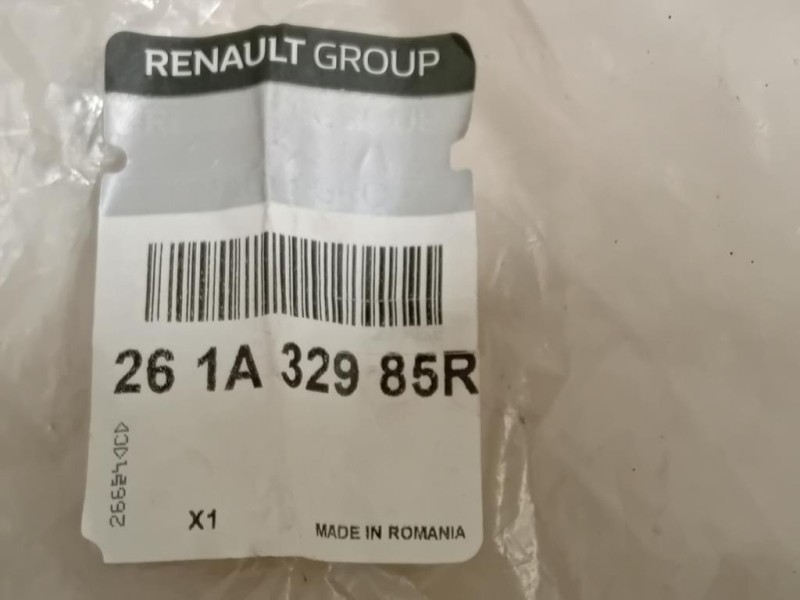 RENAULT GROUP
26 1A 329 85R
X1
MADE IN ROMANIA